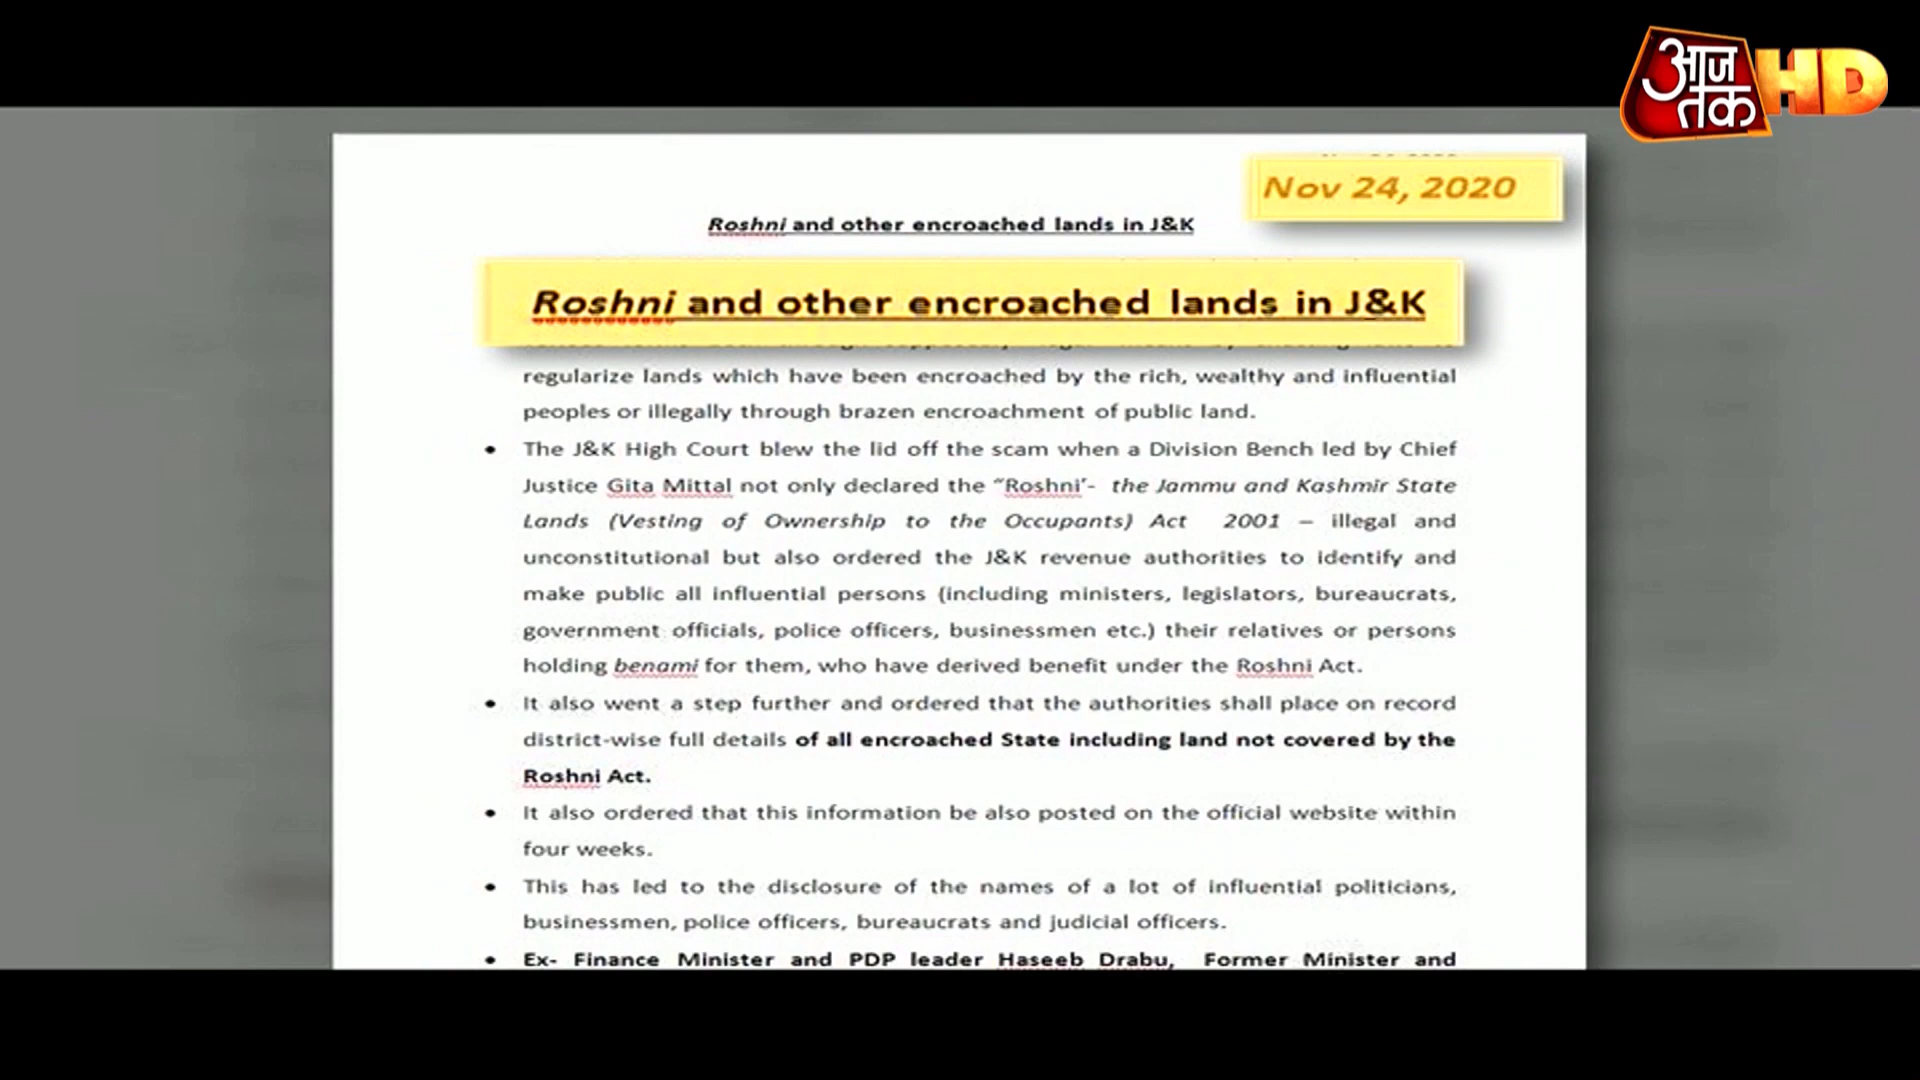 आज तक HD
Nov 24, 2020
Roshni and other encroached lands in J&K
Roshni and other encroached lands in J&K
regularize lands which have been encroached by the rich, wealthy and influential
peoples or illegally through brazen encroachment of public land.
• The J&K High Court blew the lid off the scam when a Division Bench led by Chief
Justice Gita Mittal not only declared the “Roshni’- the Jammu and Kashmir State
Lands (Vesting of Ownership to the Occupants) Act 2001 – illegal and
unconstitutional but also ordered the J&K revenue authorities to identify and
make public all influential persons (including ministers, legislators, bureaucrats,
government officials, police officers, businessmen etc.) their relatives or persons
holding benami for them, who have derived benefit under the Roshni Act.
• It also went a step further and ordered that the authorities shall place on record
district-wise full details of all encroached State including land not covered by the
Roshni Act.
• It also ordered that this information be also posted on the official website within
four weeks.
• This has led to the disclosure of the names of a lot of influential politicians,
businessmen, police officers, bureaucrats and judicial officers.
• Ex- Finance Minister and PDP leader Haseeb Drabu, Former Minister and